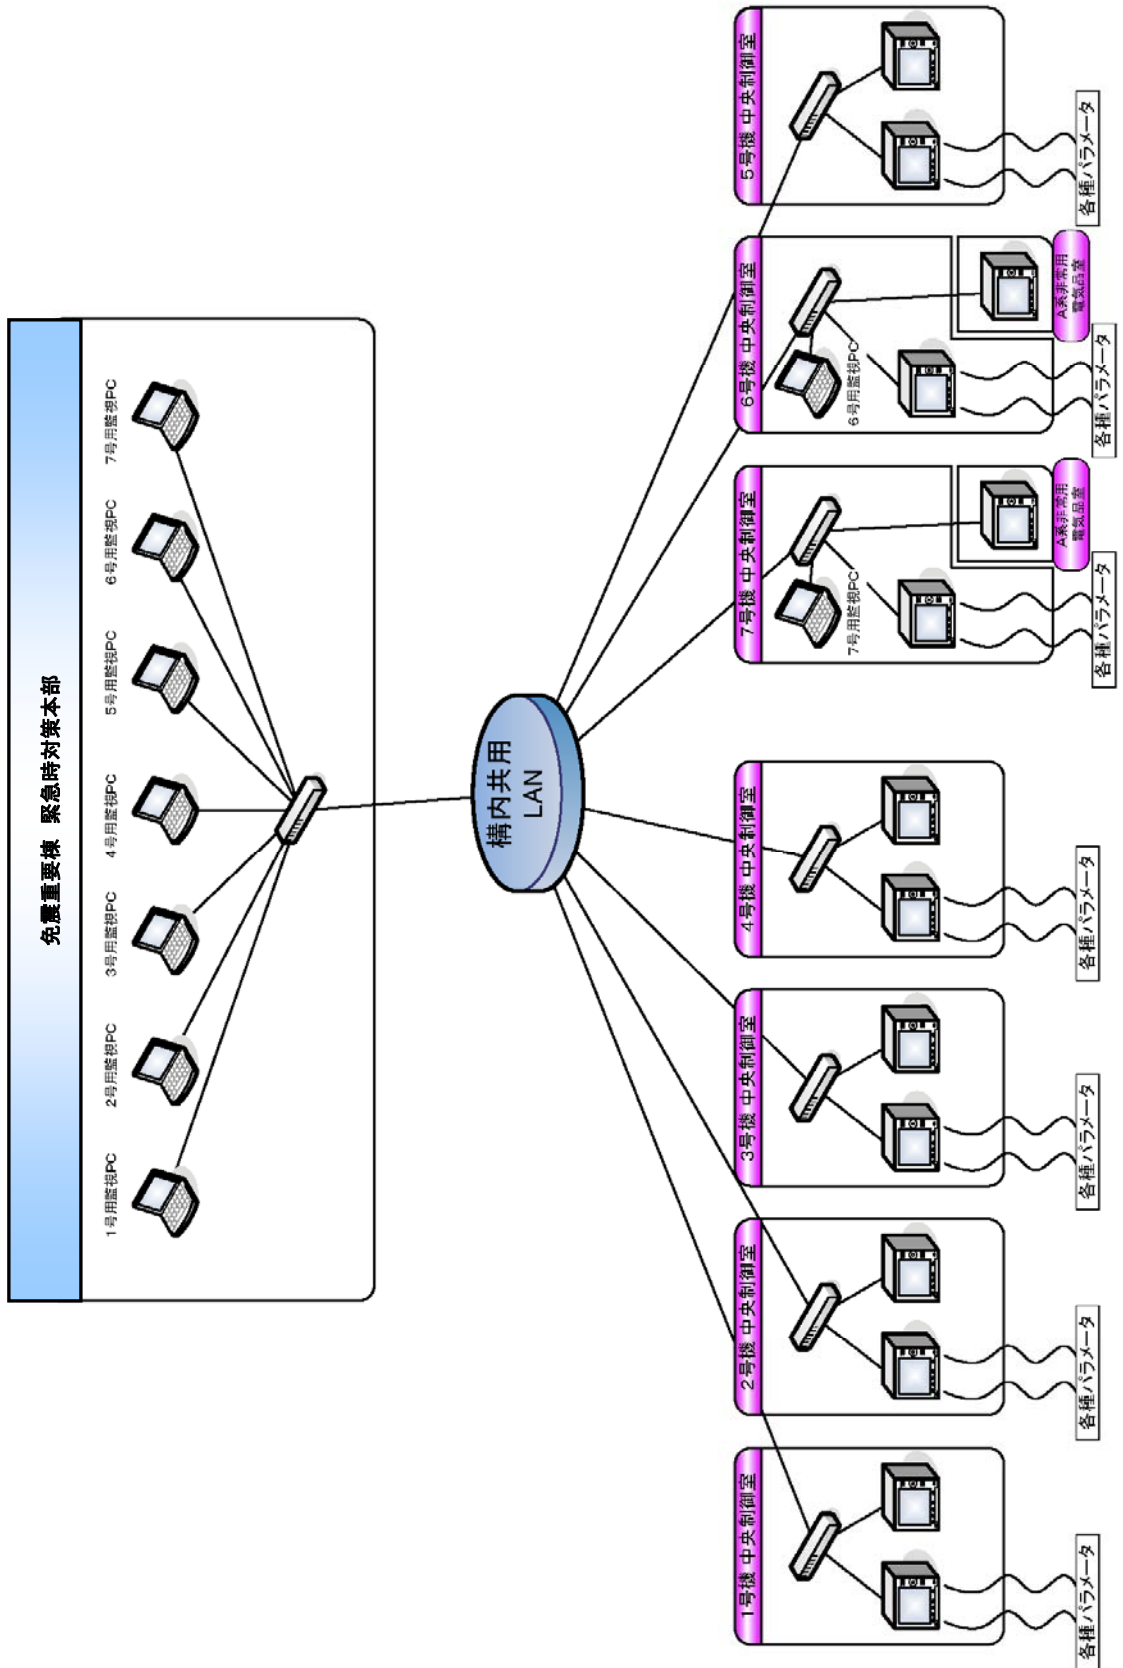 免震重要棟 緊急時対策本部
1号用監視PC
2号用監視PC
3号用監視PC
4号用監視PC
5号用監視PC
6号用監視PC
7号用監視PC
構内共用
LAN
1号機 中央制御室
各種パラメータ
2号機 中央制御室
各種パラメータ
3号機 中央制御室
各種パラメータ
4号機 中央制御室
各種パラメータ
7号機 中央制御室
7号用監視PC
A系非常用
電気品室
各種パラメータ
6号機 中央制御室
6号用監視PC
A系非常用
電気品室
各種パラメータ
5号機 中央制御室
各種パラメータ